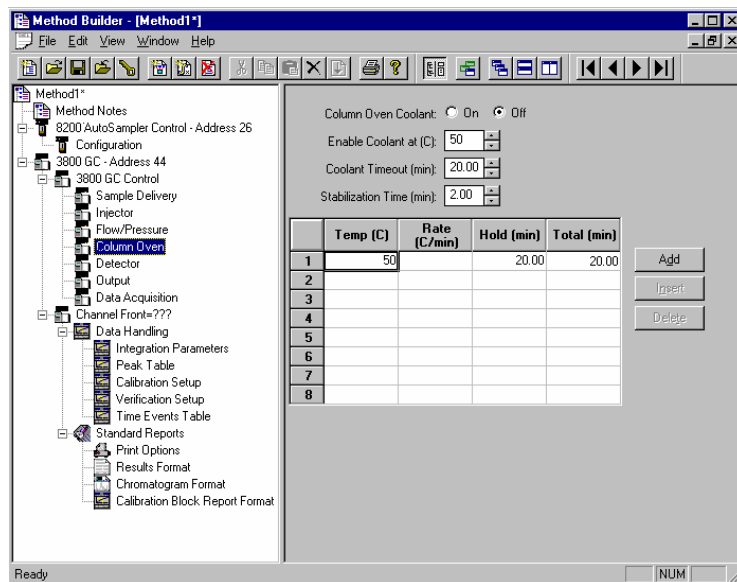 Method Builder - [Method1*]
File Edit View Window Help
Method1*
Method Notes
8200 AutoSampler Control - Address 26
Configuration
3800 GC - Address 44
3800 GC Control
Sample Delivery
Injector
Flow/Pressure
Column Oven
Detector
Output
Data Acquisition
Channel Front=???
Data Handling
Integration Parameters
Peak Table
Calibration Setup
Verification Setup
Time Events Table
Standard Reports
Print Options
Results Format
Chromatogram Format
Calibration Block Report Format
Column Oven Coolant: On Off
Enable Coolant at (C): 50
Coolant Timeout (min): 20.00
Stabilization Time (min): 2.00
Temp (C) Rate (C/min) Hold (min) Total (min)
1 50 20.00 20.00
2
3
4
5
6
7
8
Add
Insert
Delete
Ready NUM